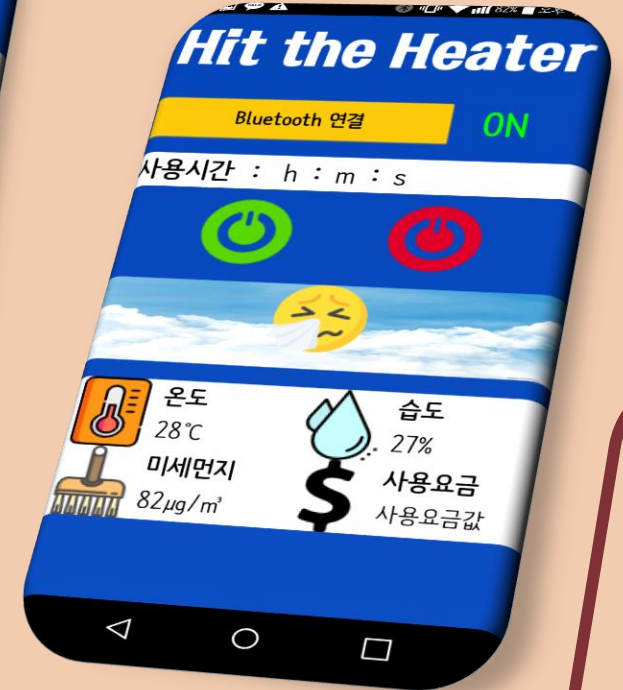 82%
Hit the Heater
Bluetooth 연결
ON
사용시간 : h : m : s
온도
28℃
습도
27%
미세먼지
82㎍/㎥
사용요금
사용요금값